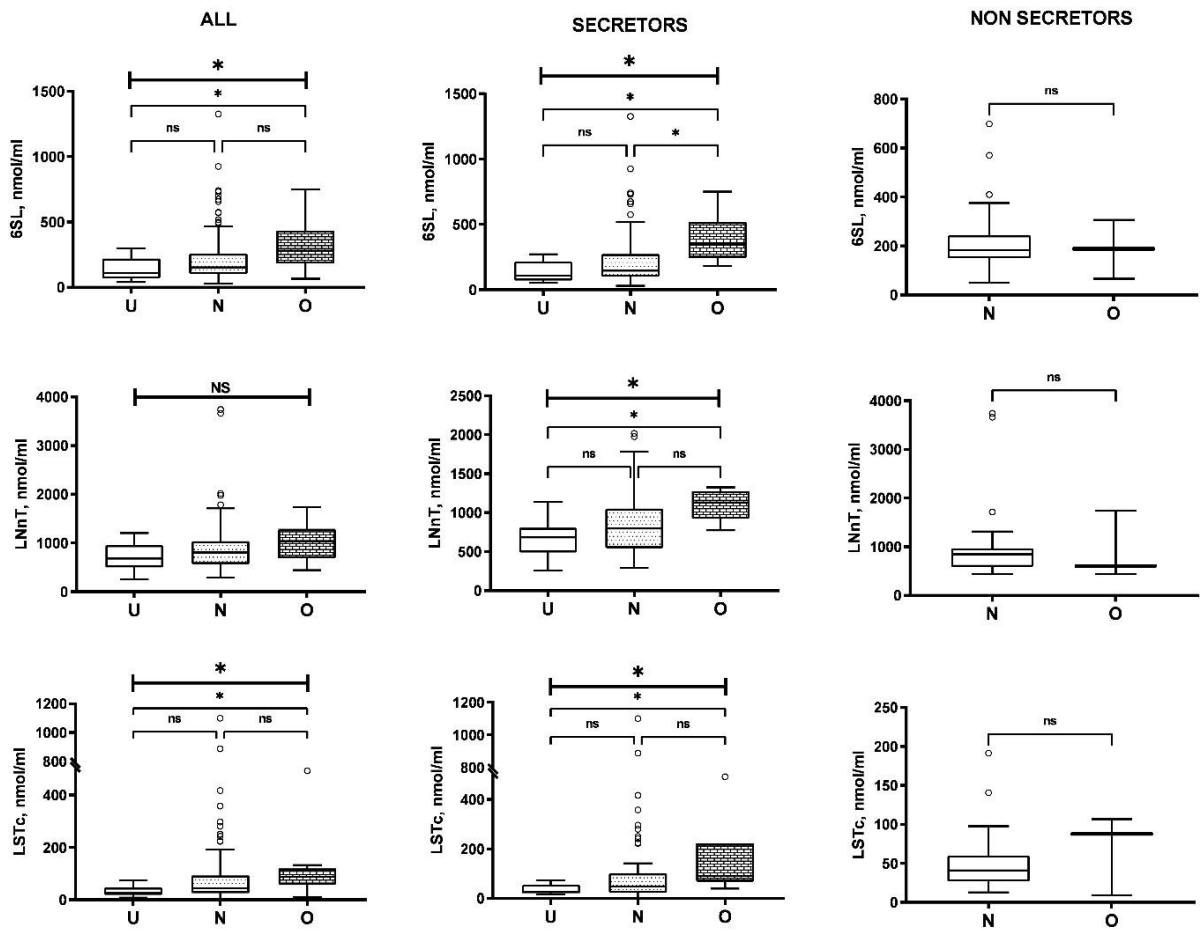 ALL
SECRETORS
NON SECRETORS
*
*
ns
ns
1500
1000
500
0
6SL, nmol/ml
U
N
O
*
*
ns
*
1500
1000
500
0
6SL, nmol/ml
U
N
O
ns
800
600
400
200
0
6SL, nmol/ml
N
O
NS
4000
3000
2000
1000
0
LNnT, nmol/ml
U
N
O
*
*
ns
ns
2500
2000
1500
1000
500
0
LNnT, nmol/ml
U
N
O
ns
4000
3000
2000
1000
0
LNnT, nmol/ml
N
O
*
*
ns
ns
1200
1000
800
400
200
0
LSTc, nmol/ml
U
N
O
*
*
ns
ns
1200
1000
800
400
200
0
LSTc, nmol/ml
U
N
O
ns
250
200
150
100
50
0
LSTc, nmol/ml
N
O